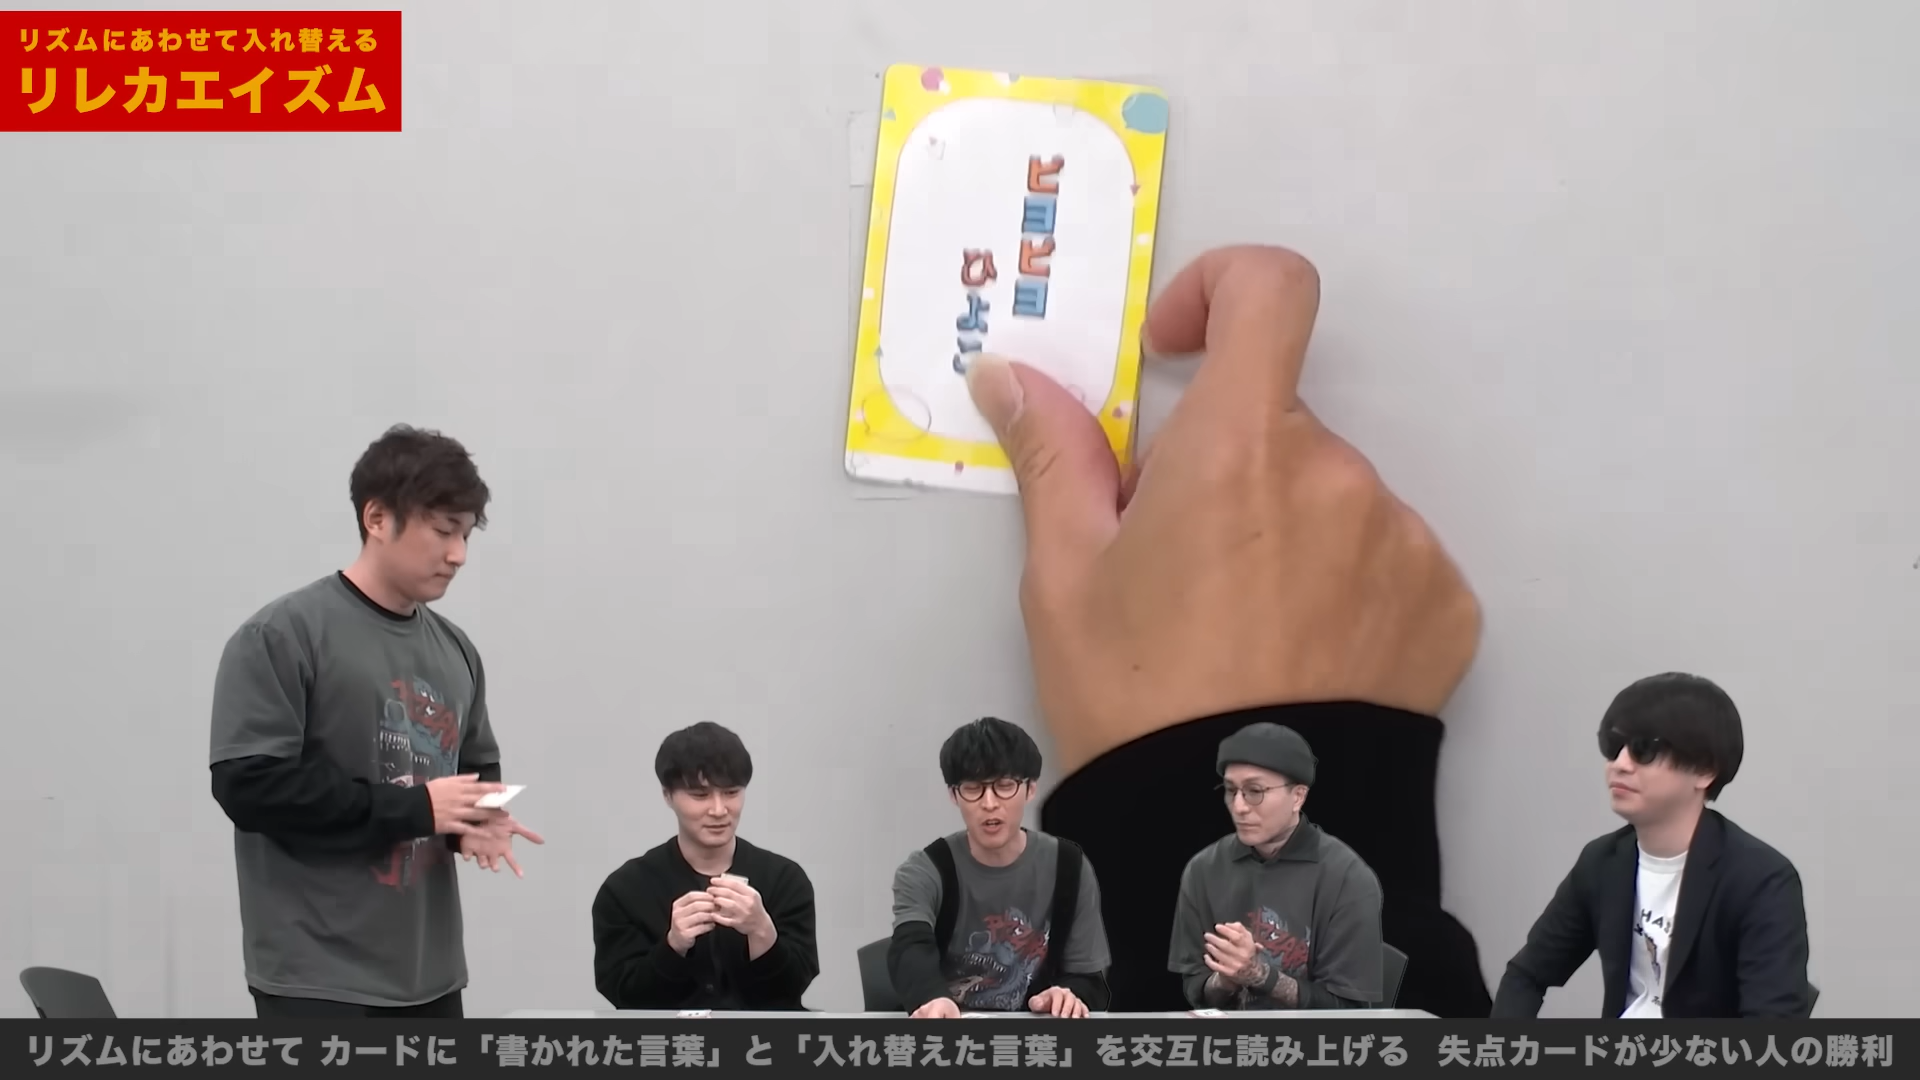 リズムにあわせて入れ替える
リレカエイズム
ヒヨヒヨ
ひよこ
リズムにあわせて カードに「書かれた言葉」と「入れ替えた言葉」を交互に読み上げる 失点カードが少ない人の勝利